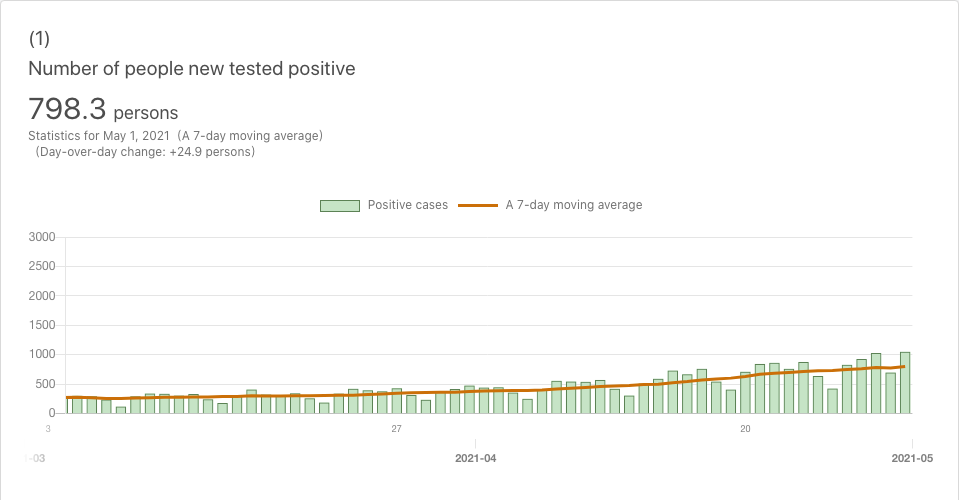 (1)
Number of people new tested positive
798.3 persons
Statistics for May 1, 2021 (A 7-day moving average)
(Day-over-day change: +24.9 persons)
Positive cases A 7-day moving average
3000
2500
2000
1500
1000
500
0
3 27 20
-03 2021-04 2021-05